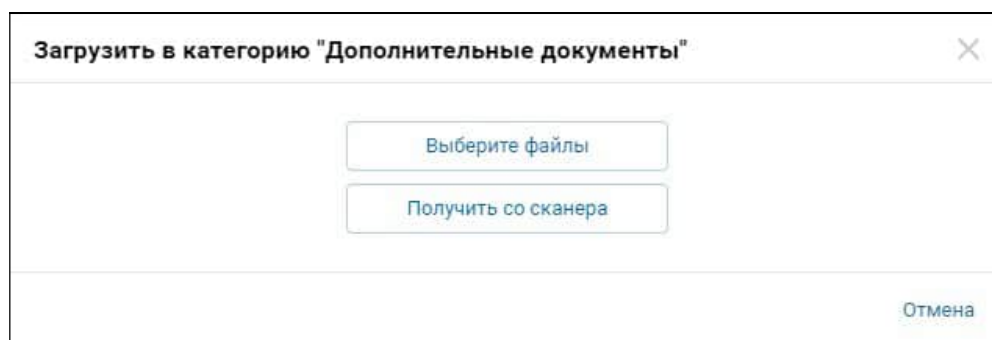 Загрузить в категорию "Дополнительные документы"
Выберите файлы
Получить со сканера
Отмена